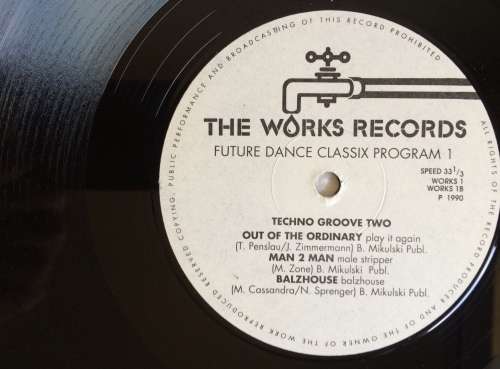 ALL RIGHTS OF THE RECORD PRODUCER AND OF THE OWNER OF THE WORK REPRODUCED RESERVED COPYING, PUBLIC PERFORMANCE AND BROADCASTING OF THIS RECORD PROHIBITED
THE WORKS RECORDS
FUTURE DANCE CLASSIX PROGRAM 1
SPEED 33 1/3
WORKS 1
WORKS 1B
P 1990
TECHNO GROOVE TWO
OUT OF THE ORDINARY play it again
(T. Penslau/J. Zimmermann) B. Mikulski Publ.
MAN 2 MAN male stripper
(M. Zone) B. Mikulski Publ.
BALZHOUSE balzhouse
(M. Cassandra/N. Sprenger) B. Mikulski Publ.